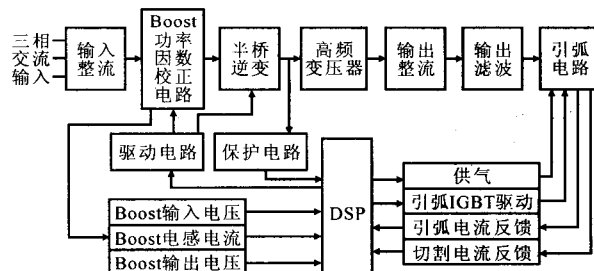 三相
交流
输入
输入
整流
Boost
功率
因数
校正
电路
半桥
逆变
高频
变压器
输出
整流
输出
滤波
引弧
电路
驱动电路
保护电路
DSP
Boost输入电压
Boost电感电流
Boost输出电压
供气
引弧IGBT驱动
引弧电流反馈
切割电流反馈